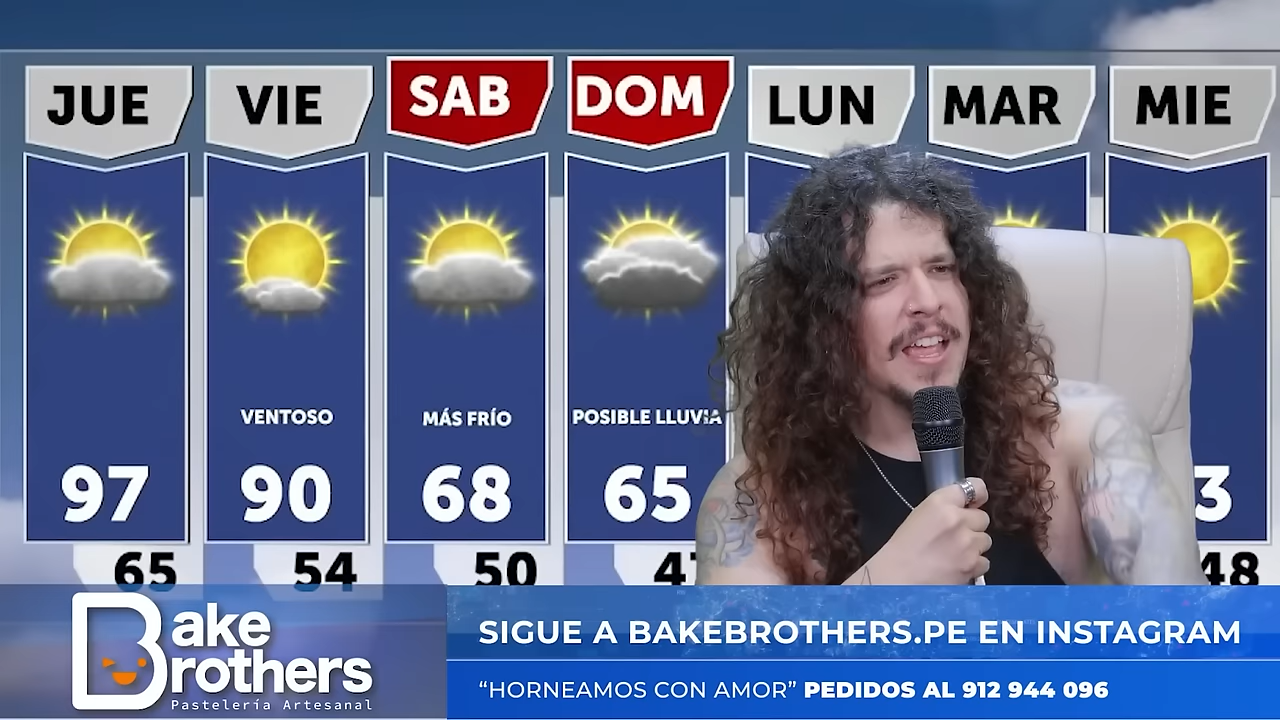 JUE VIE SAB DOM LUN MAR MIE
VENTOSO MÁS FRÍO POSIBLE LLUVIA
97 90 68 65
65 54 50 48
Bake Brothers
Pastelería Artesanal
SIGUE A BAKEBROTHERS.PE EN INSTAGRAM
“HORNEAMOS CON AMOR” PEDIDOS AL 912 944 096